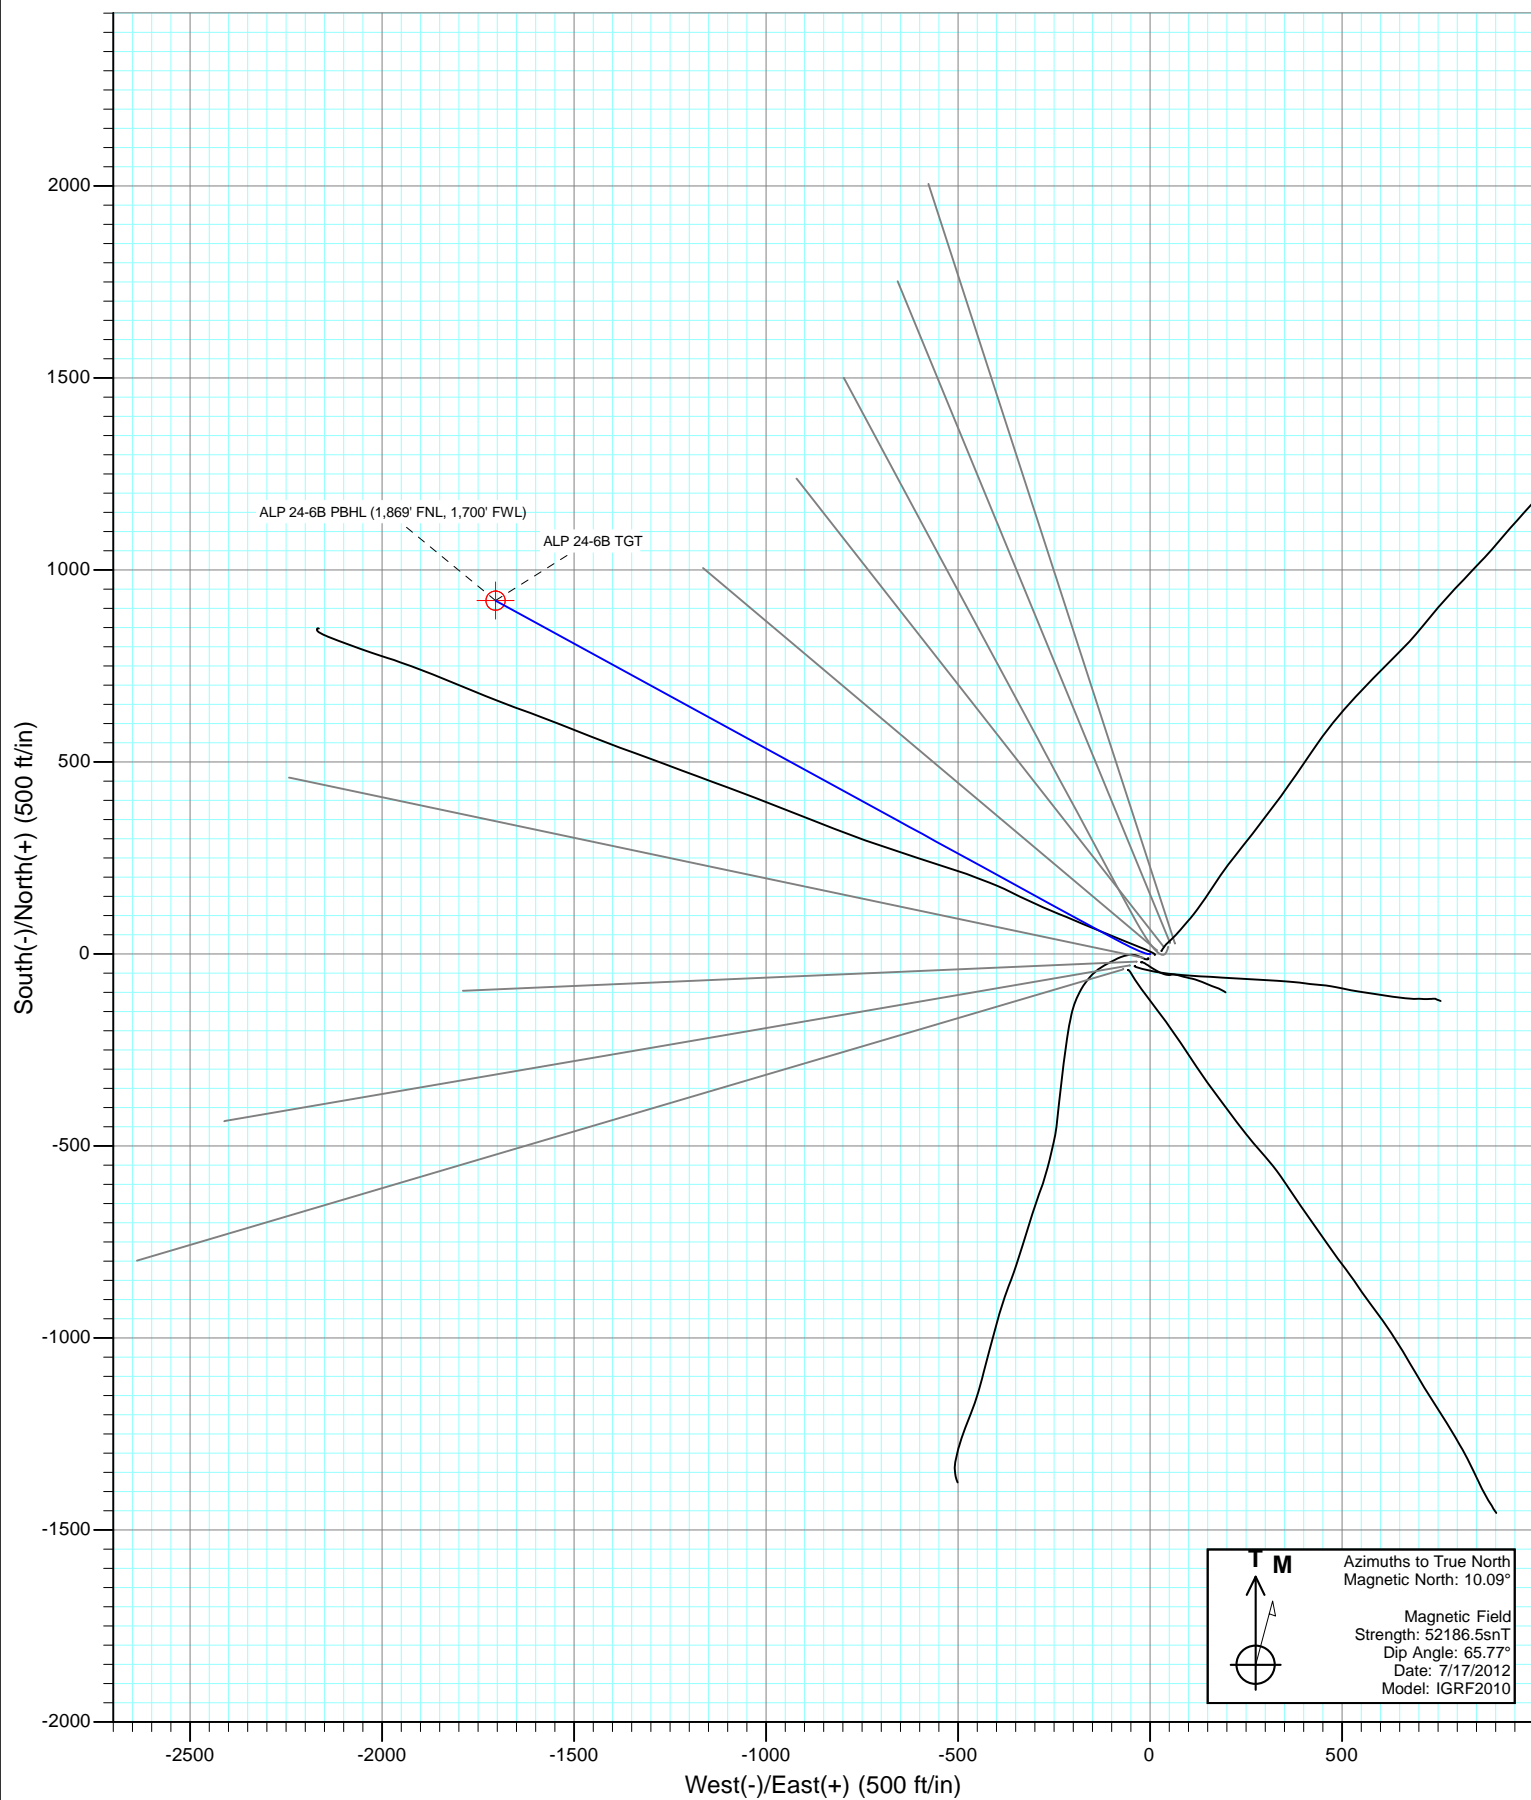 2000
1500
1000
500
0
-500
-1000
-1500
-2000
South(-)/North(+) (500 ft/in)
ALP 24-6B PBHL (1,869' FNL, 1,700' FWL)
ALP 24-6B TGT
T M
Azimuths to True North
Magnetic North: 10.09°
Magnetic Field
Strength: 52186.5snT
Dip Angle: 65.77°
Date: 7/17/2012
Model: IGRF2010
-2500 -2000 -1500 -1000 -500 0 500
West(-)/East(+) (500 ft/in)